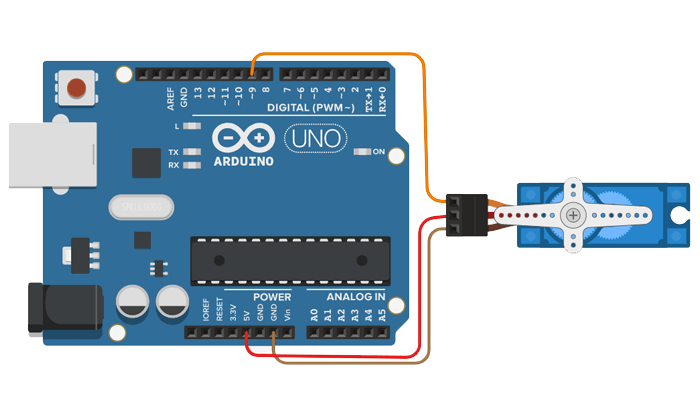 AREF
GND
13
12
~11
~10
~9
8
7
~6
~5
4
~3
2
TX→1
RX←0
DIGITAL (PWM~)
L
TX
RX
ARDUINO
UNO
ON
POWER
ANALOG IN
IOREF
RESET
3.3V
5V
GND
GND
Vin
A0
A1
A2
A3
A4
A5